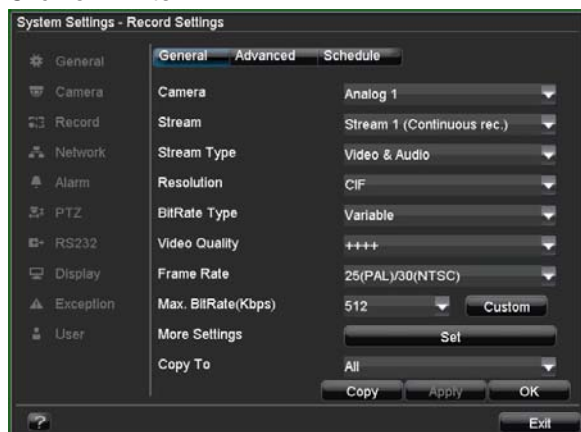 System Settings - Record Settings
General Advanced Schedule
General
Camera
Record
Network
Alarm
PTZ
RS232
Display
Exception
User
Camera Analog 1
Stream Stream 1 (Continuous rec.)
Stream Type Video & Audio
Resolution CIF
BitRate Type Variable
Video Quality ++++
Frame Rate 25(PAL)/30(NTSC)
Max. BitRate(Kbps) 512 Custom
More Settings Set
Copy To All
Copy Apply OK
? Exit